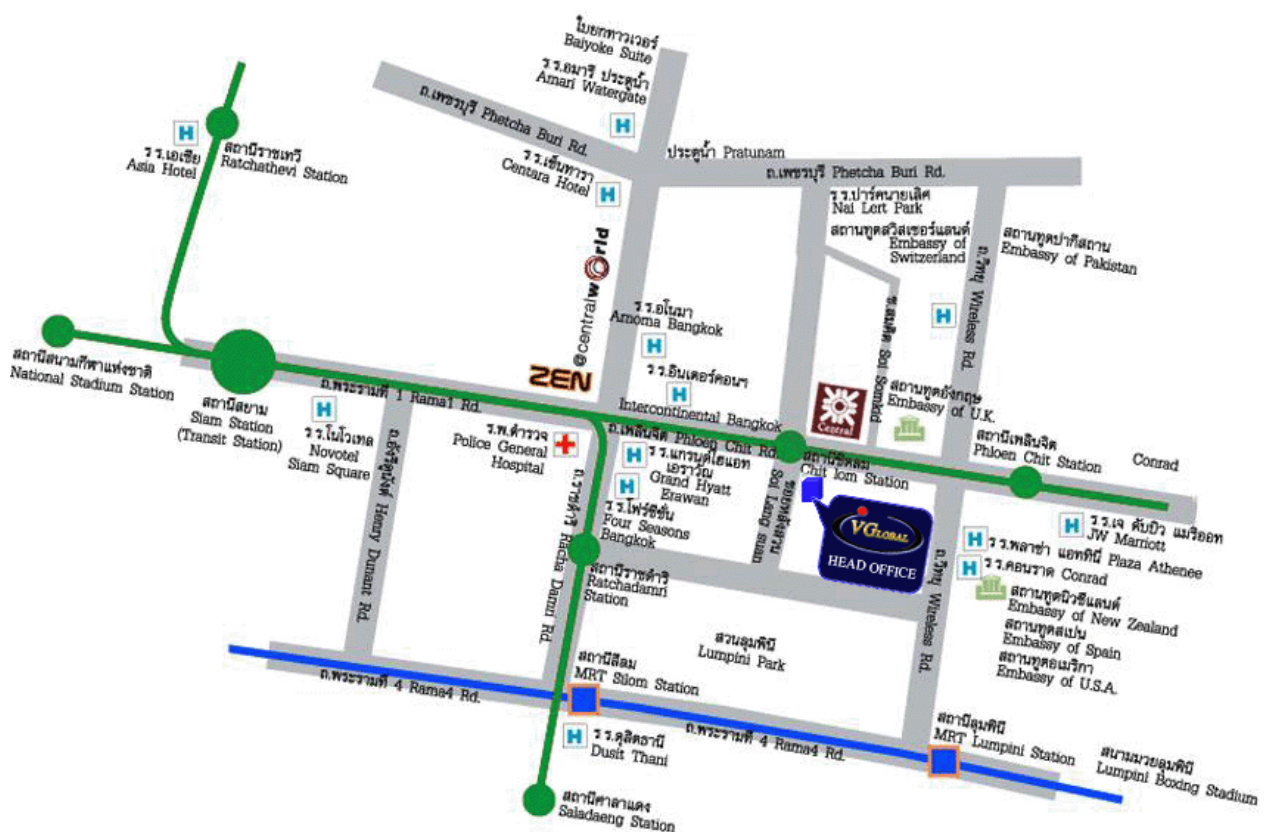 ใบยกทาวเวอร์
Baiyoke Suite
ร.ร.อมารี ประตูน้ำ
Amari Watergate
ถ.เพชรบุรี Phetcha Buri Rd.
ร.ร.เซ็นทารา
Centara Hotel
ประตูน้ำ Pratunam
ถ.เพชรบุรี Phetcha Buri Rd.
ร.ร.เอเชีย
Asia Hotel
สถานีราชเทวี
Ratchathevi Station
ร.ร.ปาร์คนายเลิศ
Nai Lert Park
สถานทูตสวิสเซอร์แลนด์
Embassy of
Switzerland
สถานทูตปากีสถาน
Embassy of Pakistan
ถ.วิทยุ Wireless Rd.
@centralworld
ZEN
ร.ร.อโนมา
Arnoma Bangkok
ร.ร.อินเตอร์คอนฯ
Intercontinental Bangkok
ซ.สมคิด Soi Somkid
Central
สถานทูตอังกฤษ
Embassy of U.K.
สถานีสนามกีฬาแห่งชาติ
National Stadium Station
สถานีสยาม
Siam Station
(Transit Station)
ถ.พระรามที่ 1 Rama1 Rd.
ร.ร.โนโวเทล
Novotel
Siam Square
ถ.อังรีดูนังต์ Henry Dunant Rd.
ร.พ.ตำรวจ
Police General
Hospital
ถ.เพลินจิต Phloen Chit Rd.
ร.ร.แกรนด์ไฮแอท
เอราวัณ
Grand Hyatt
Erawan
ร.ร.โฟร์ซีซั่น
Four Seasons
Bangkok
ถ.ราชดำริ Racha Damri Rd.
สถานีราชดำริ
Ratchadamri
Station
สถานีชิดลม
Chit lom Station
ซอยหลังสวน
Soi Lang suan
VGLOBAL
HEAD OFFICE
สถานีเพลินจิต
Phloen Chit Station
Conrad
ร.ร.เจ ดับบิว แมริออท
JW Marriott
ร.ร.พลาซ่า แอททินี Plaza Athenee
ร.ร.คอนราด Conrad
สถานทูตนิวซีแลนด์
Embassy of New Zealand
สถานทูตสเปน
Embassy of Spain
สถานทูตอเมริกา
Embassy of U.S.A.
ถ.วิทยุ Wireless Rd.
สวนลุมพินี
Lumpini Park
สถานีสีลม
MRT Silom Station
ถ.พระรามที่ 4 Rama4 Rd.
ถ.พระรามที่ 4 Rama4 Rd.
ร.ร.ดุสิตธานี
Dusit Thani
สถานีลุมพินี
MRT Lumpini Station
สนามมวยลุมพินี
Lumpini Boxing Stadium
สถานีศาลาแดง
Saladaeng Station